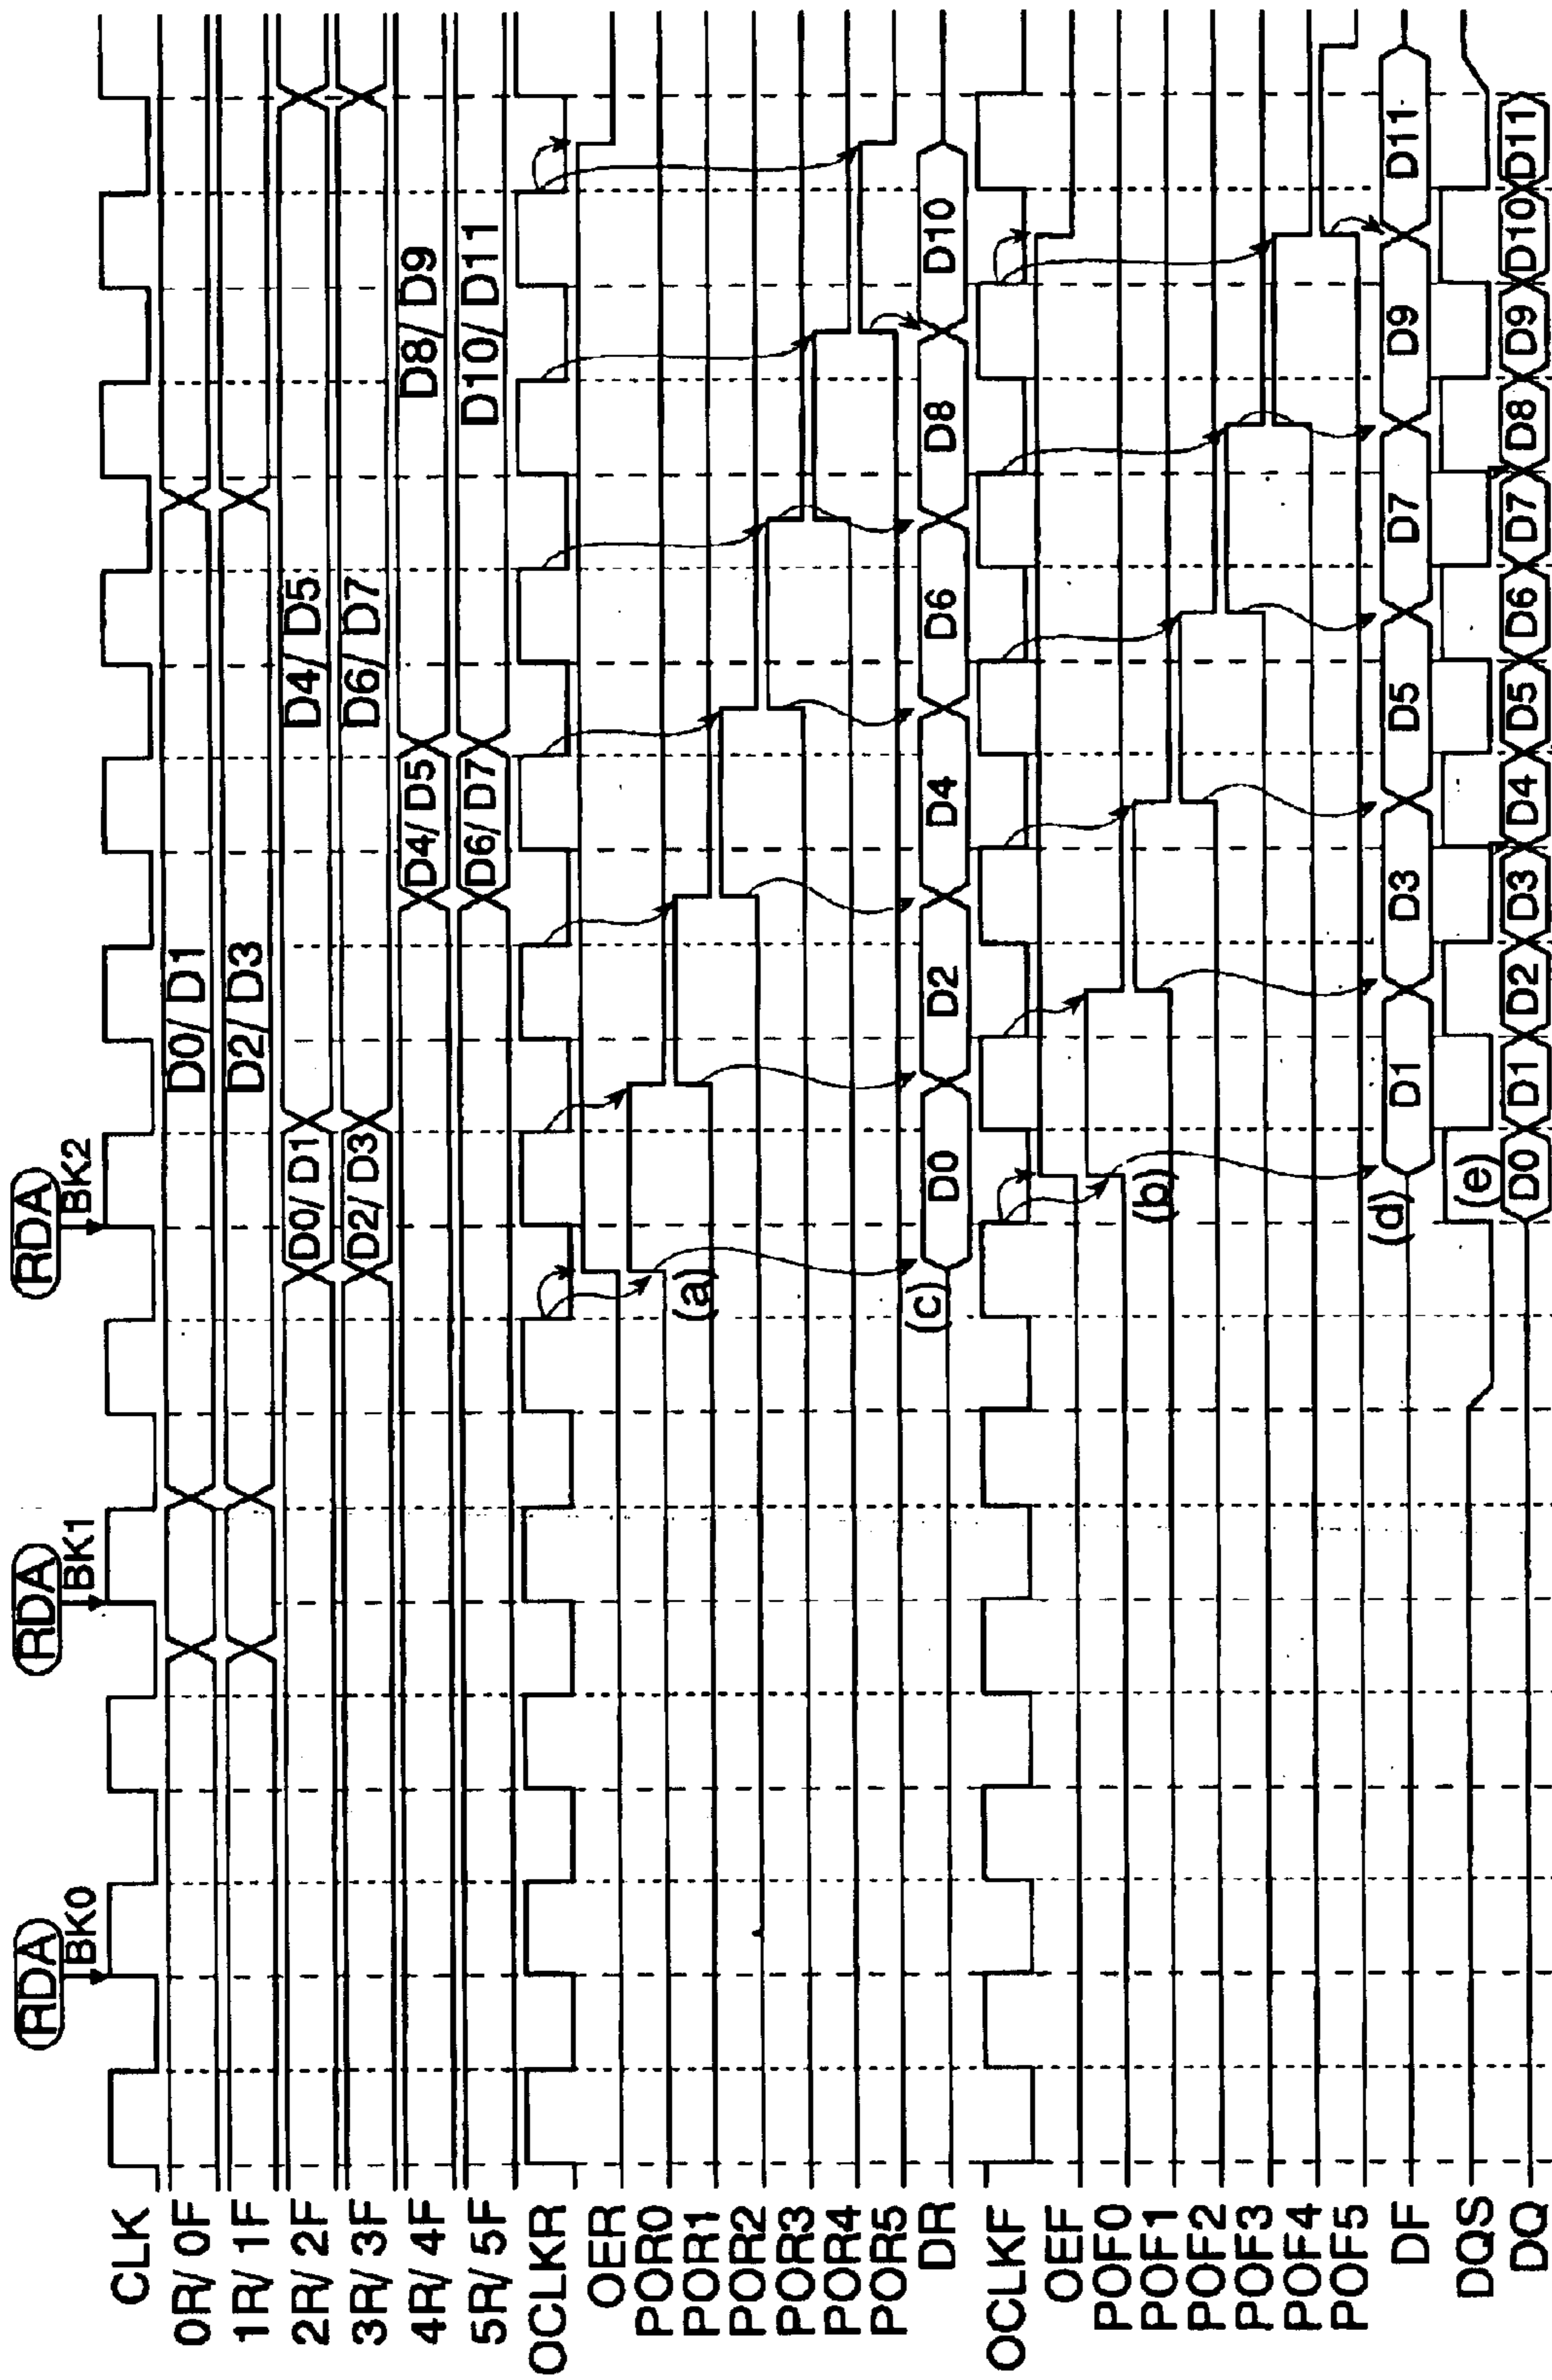 RDA RDA RDA
BK0 BK1 BK2
CLK
0R/ 0F D0/ D1
1R/ 1F D2/ D3
2R/ 2F D0/ D1 D4/ D5
3R/ 3F D2/ D3 D6/ D7
4R/ 4F D4/ D5 D8/ D9
5R/ 5F D6/ D7 D10/ D11
OCLKR
OER
POR0
POR1 (a)
POR2
POR3
POR4
POR5
DR (c) D0 D2 D4 D6 D8 D10
OCLKF
OEF
POF0
POF1 (b)
POF2
POF3
POF4
POF5
DF (d) D1 D3 D5 D7 D9 D11
DQS (e)
DQ D0 D1 D2 D3 D4 D5 D6 D7 D8 D9 D10 D11